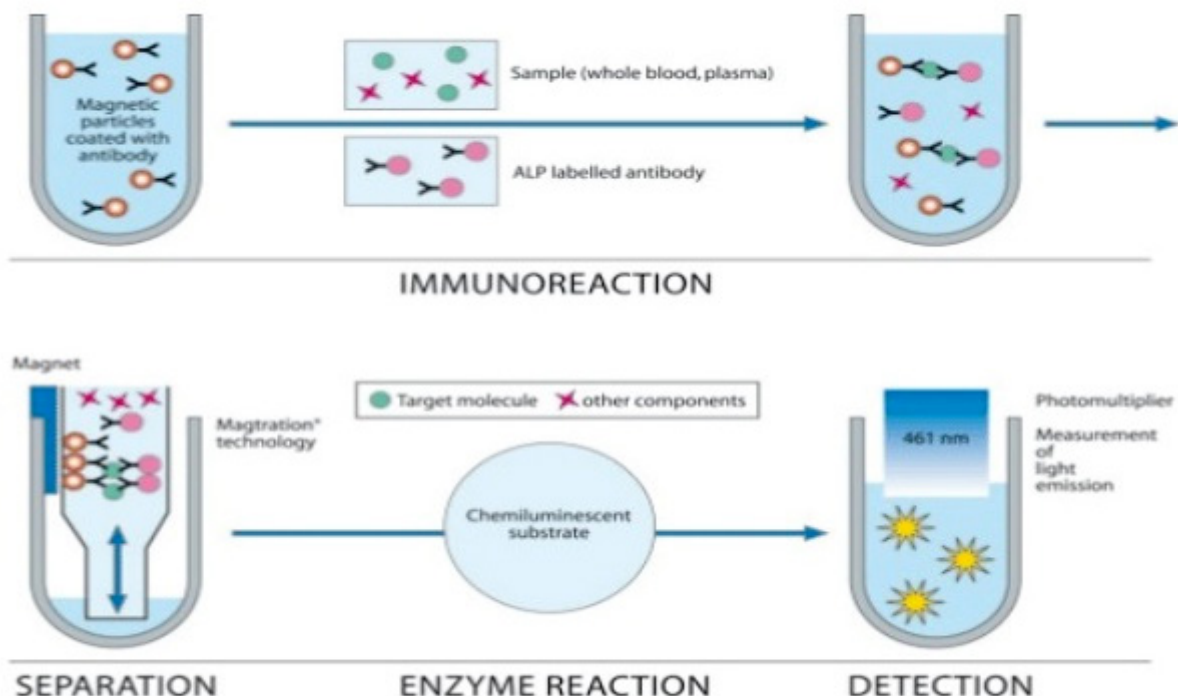 Magnetic
particles
coated with
antibody
Sample (whole blood, plasma)
ALP labelled antibody
IMMUNOREACTION
Magnet
Magtration®
technology
Target molecule
other components
Chemiluminescent
substrate
461 nm
Photomultiplier
Measurement
of
light
emission
SEPARATION
ENZYME REACTION
DETECTION